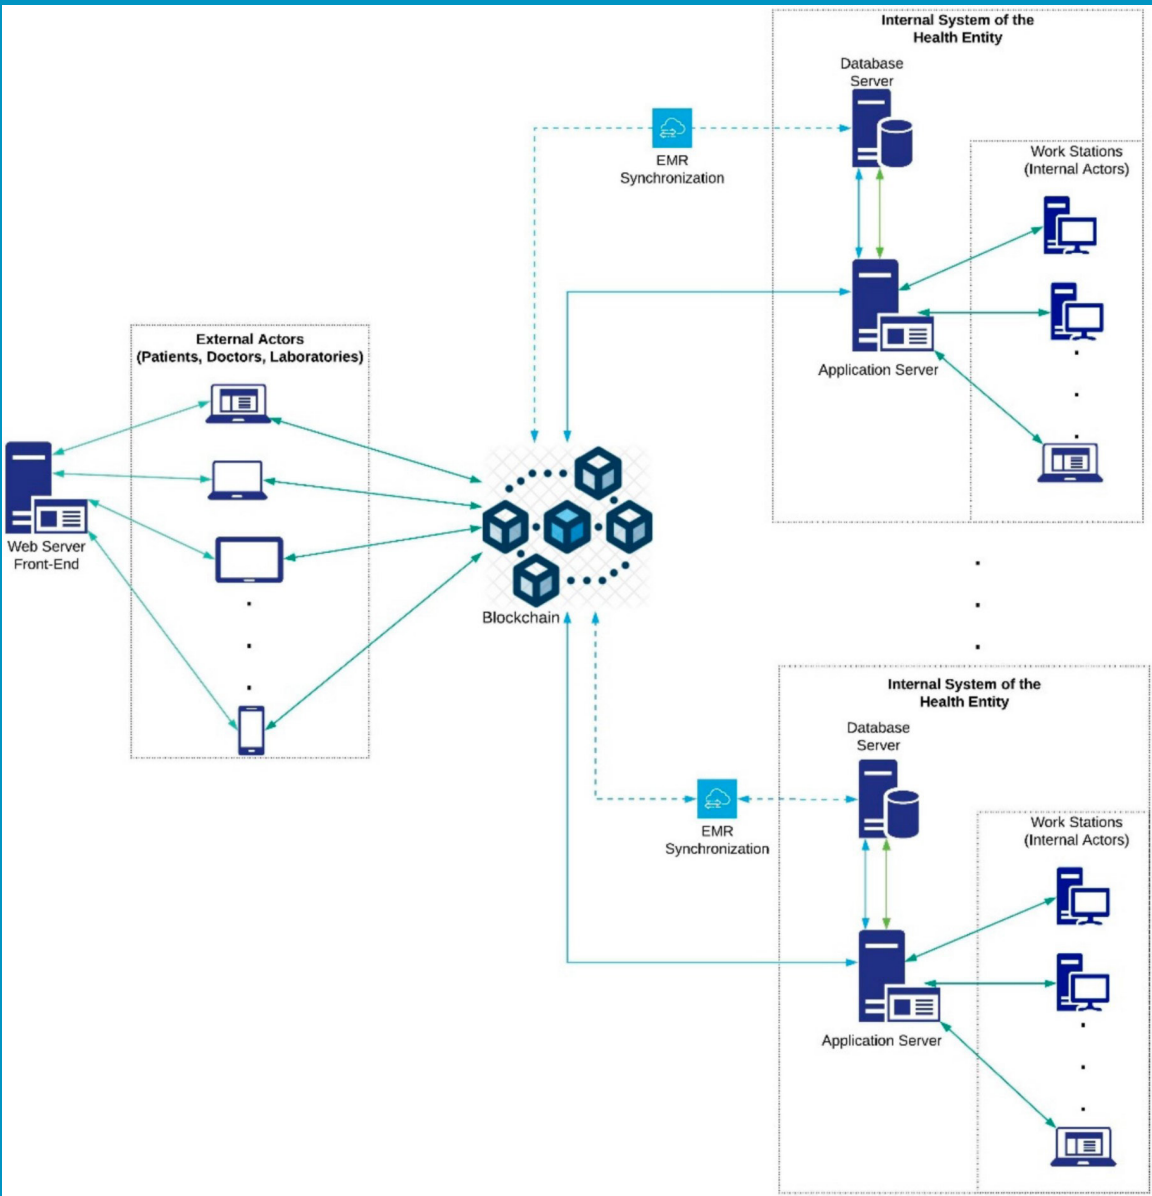 Internal System of the
Health Entity
Database
Server
EMR
Synchronization
Work Stations
(Internal Actors)
Application Server
External Actors
(Patients, Doctors, Laboratories)
Web Server
Front-End
Blockchain
Internal System of the
Health Entity
Database
Server
EMR
Synchronization
Work Stations
(Internal Actors)
Application Server